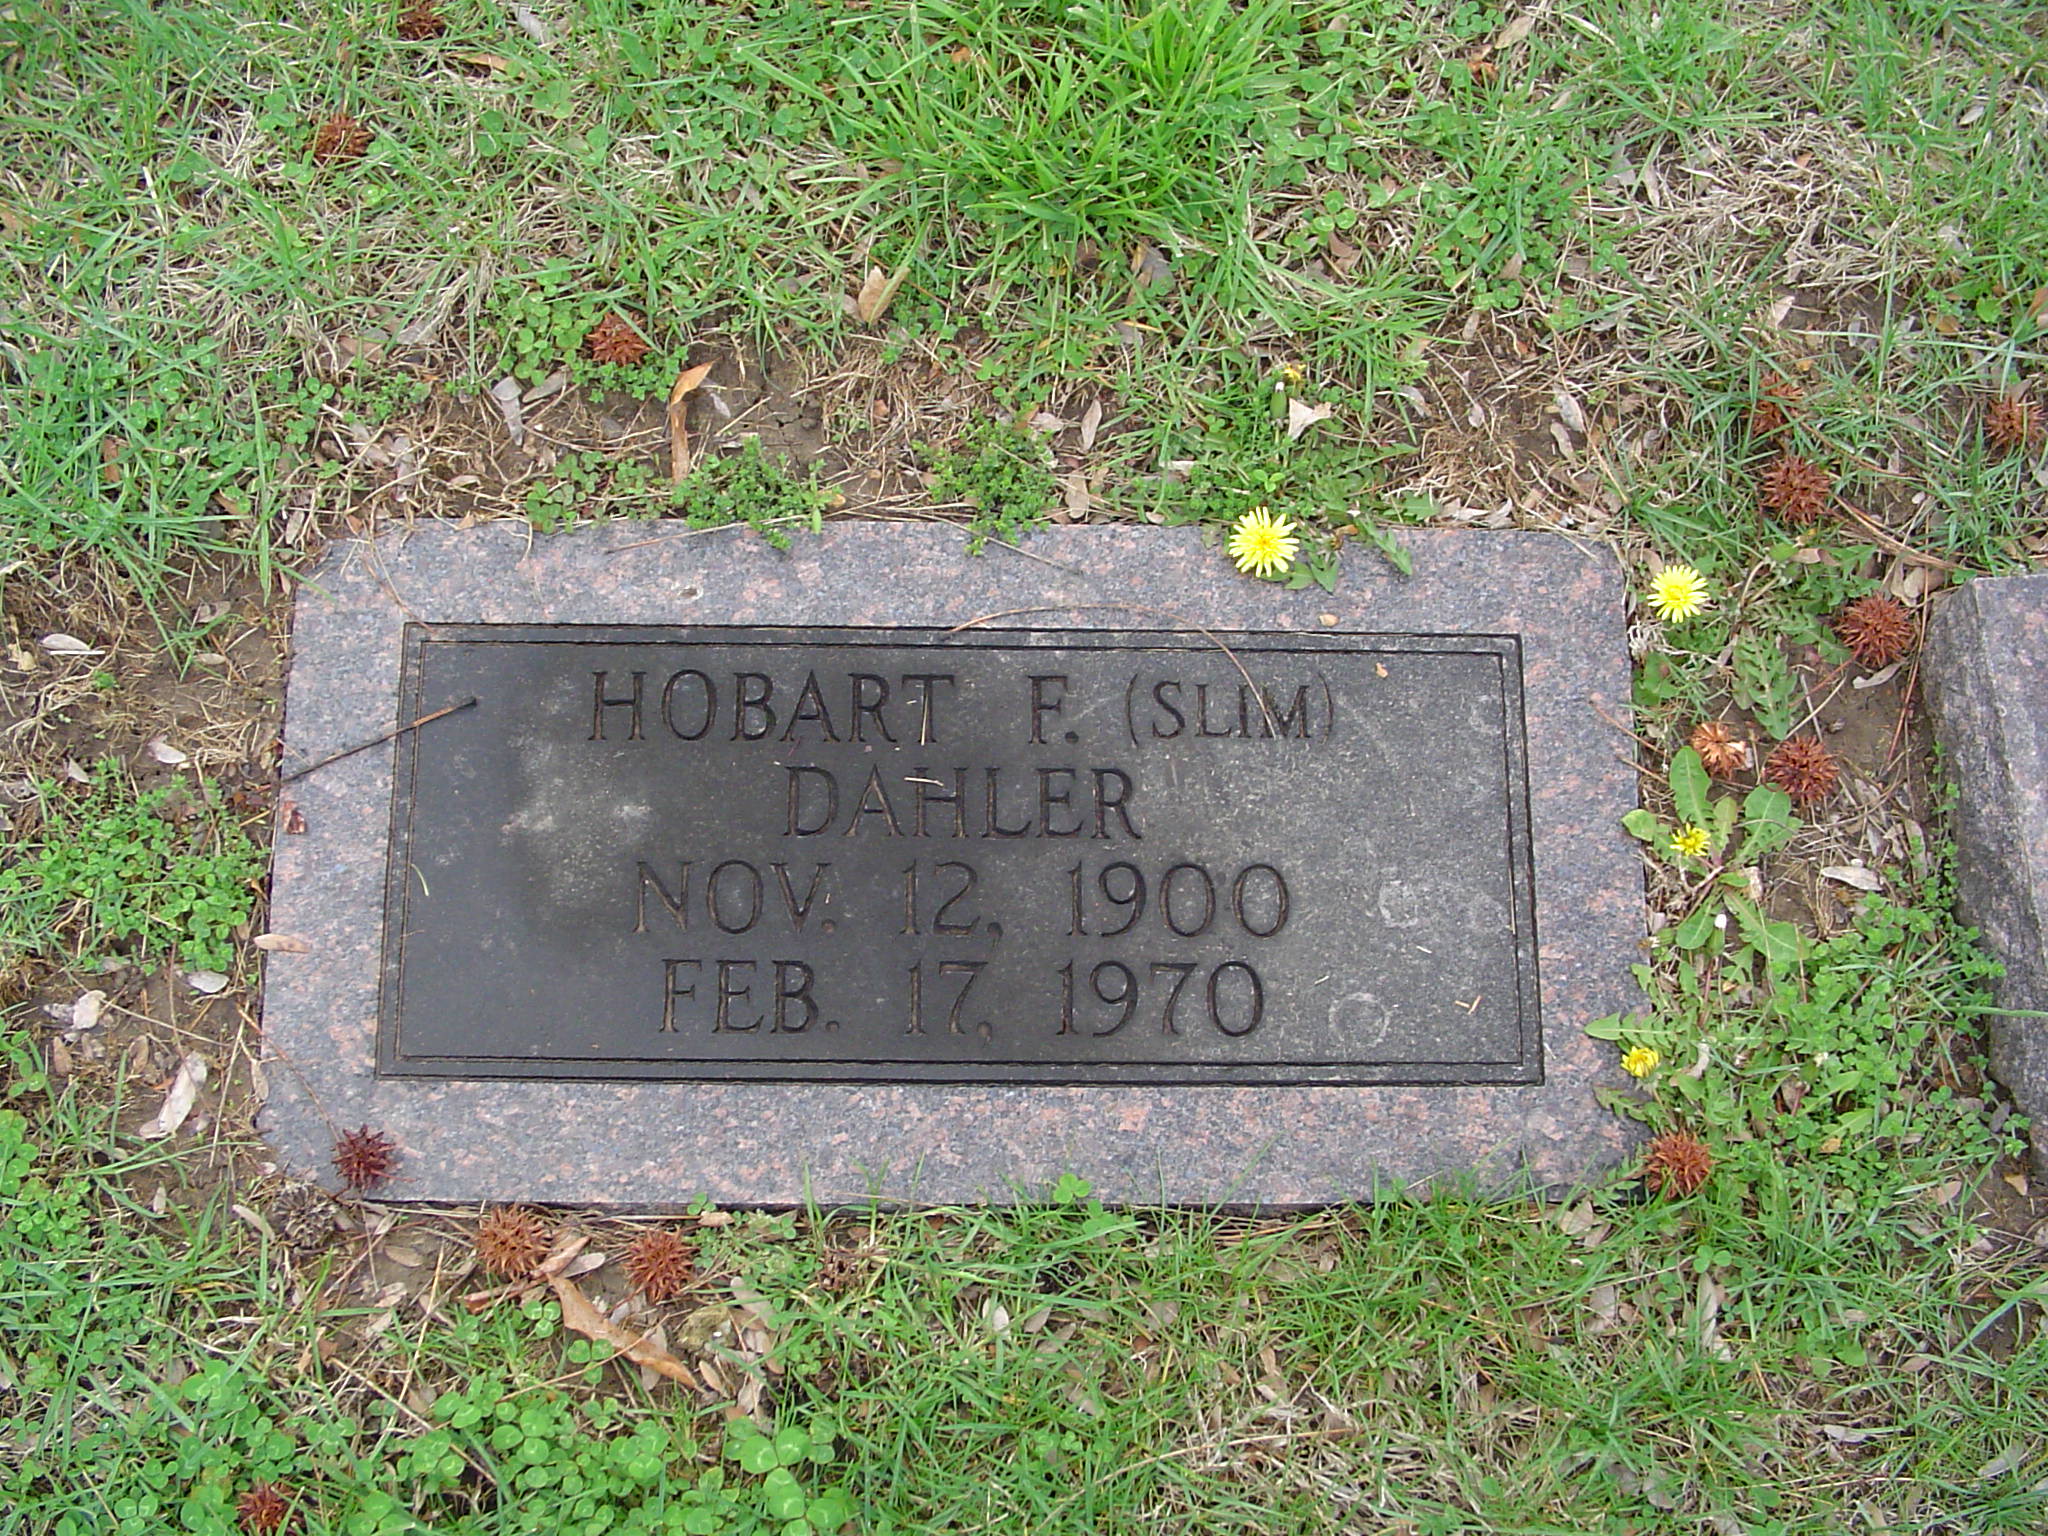 HOBART F. (SLIM)
DAHLER
NOV. 12, 1900
FEB. 17, 1970